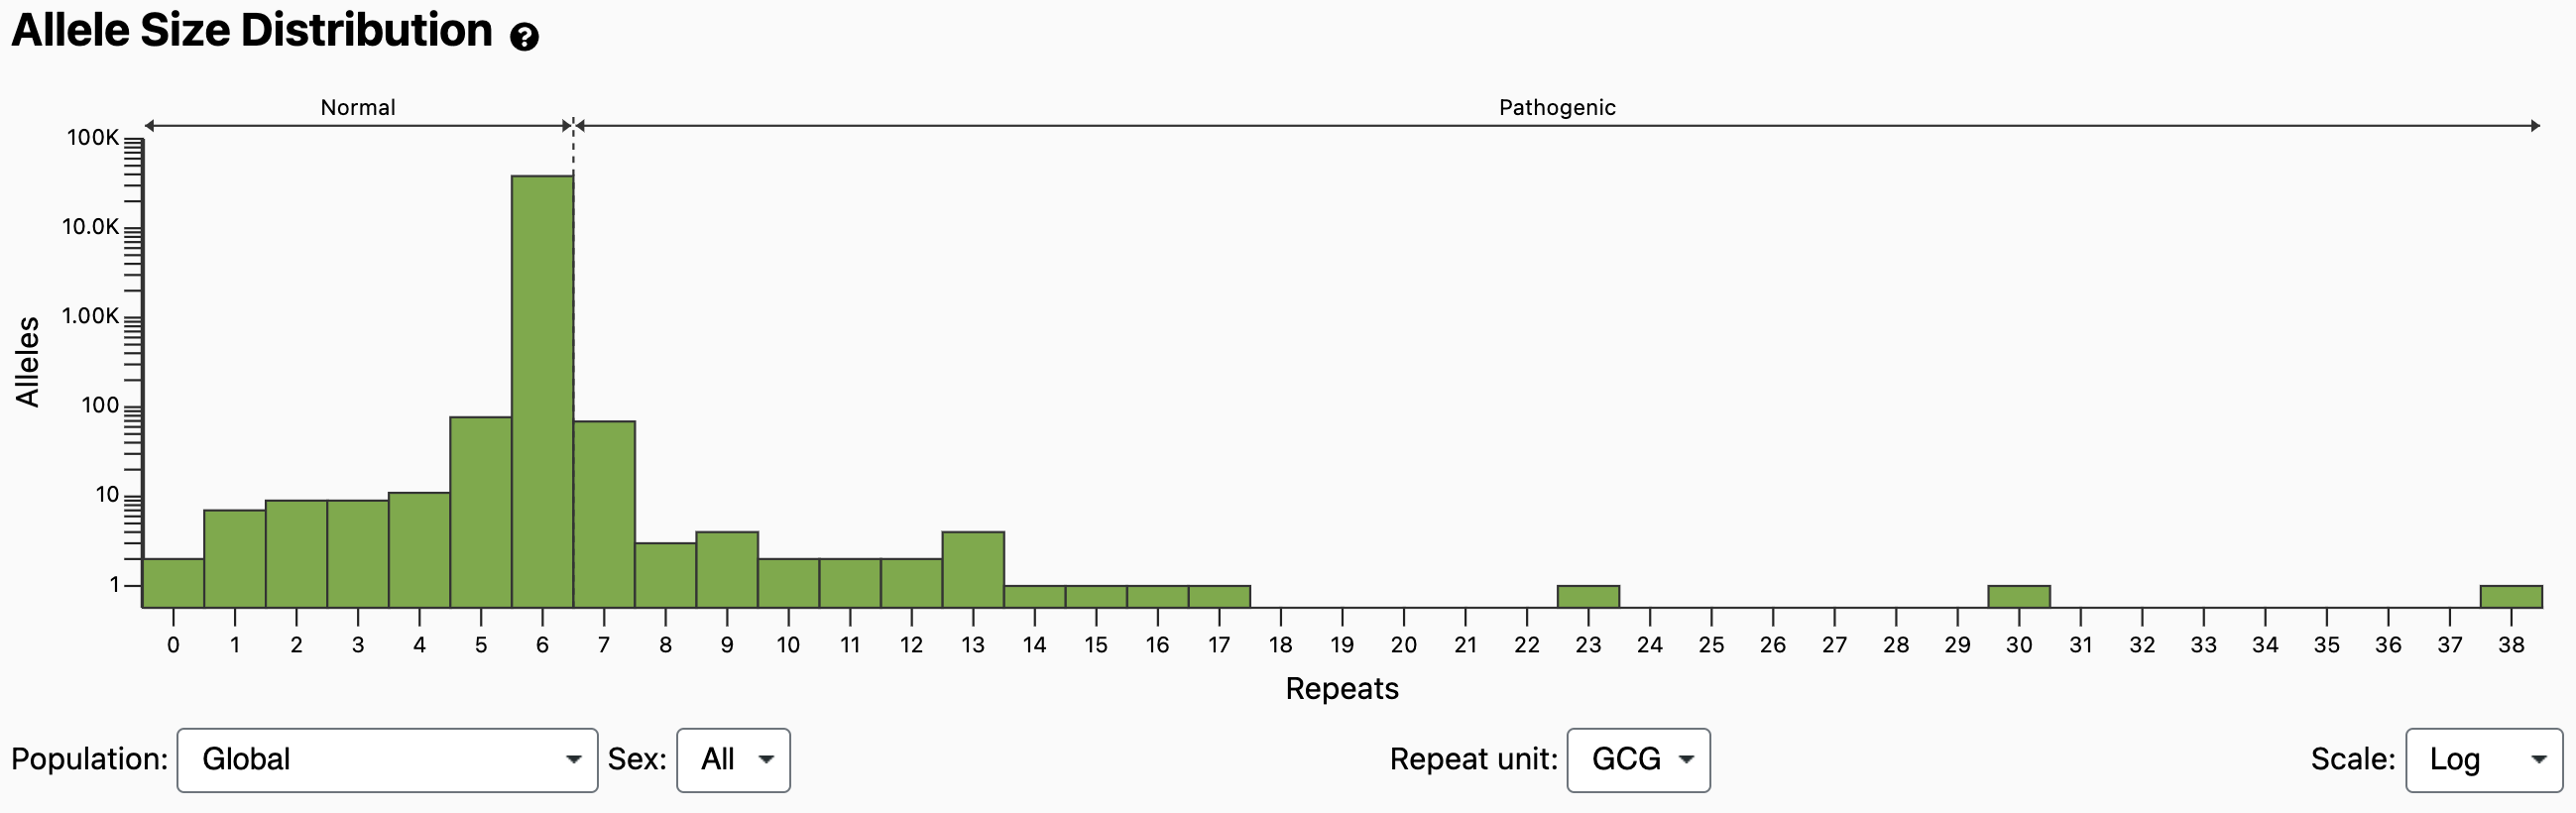 Allele Size Distribution ?
Normal Pathogenic
100K
10.0K
1.00K
100
10
1
Alleles
0 1 2 3 4 5 6 7 8 9 10 11 12 13 14 15 16 17 18 19 20 21 22 23 24 25 26 27 28 29 30 31 32 33 34 35 36 37 38
Repeats
Population: Global Sex: All Repeat unit: GCG Scale: Log